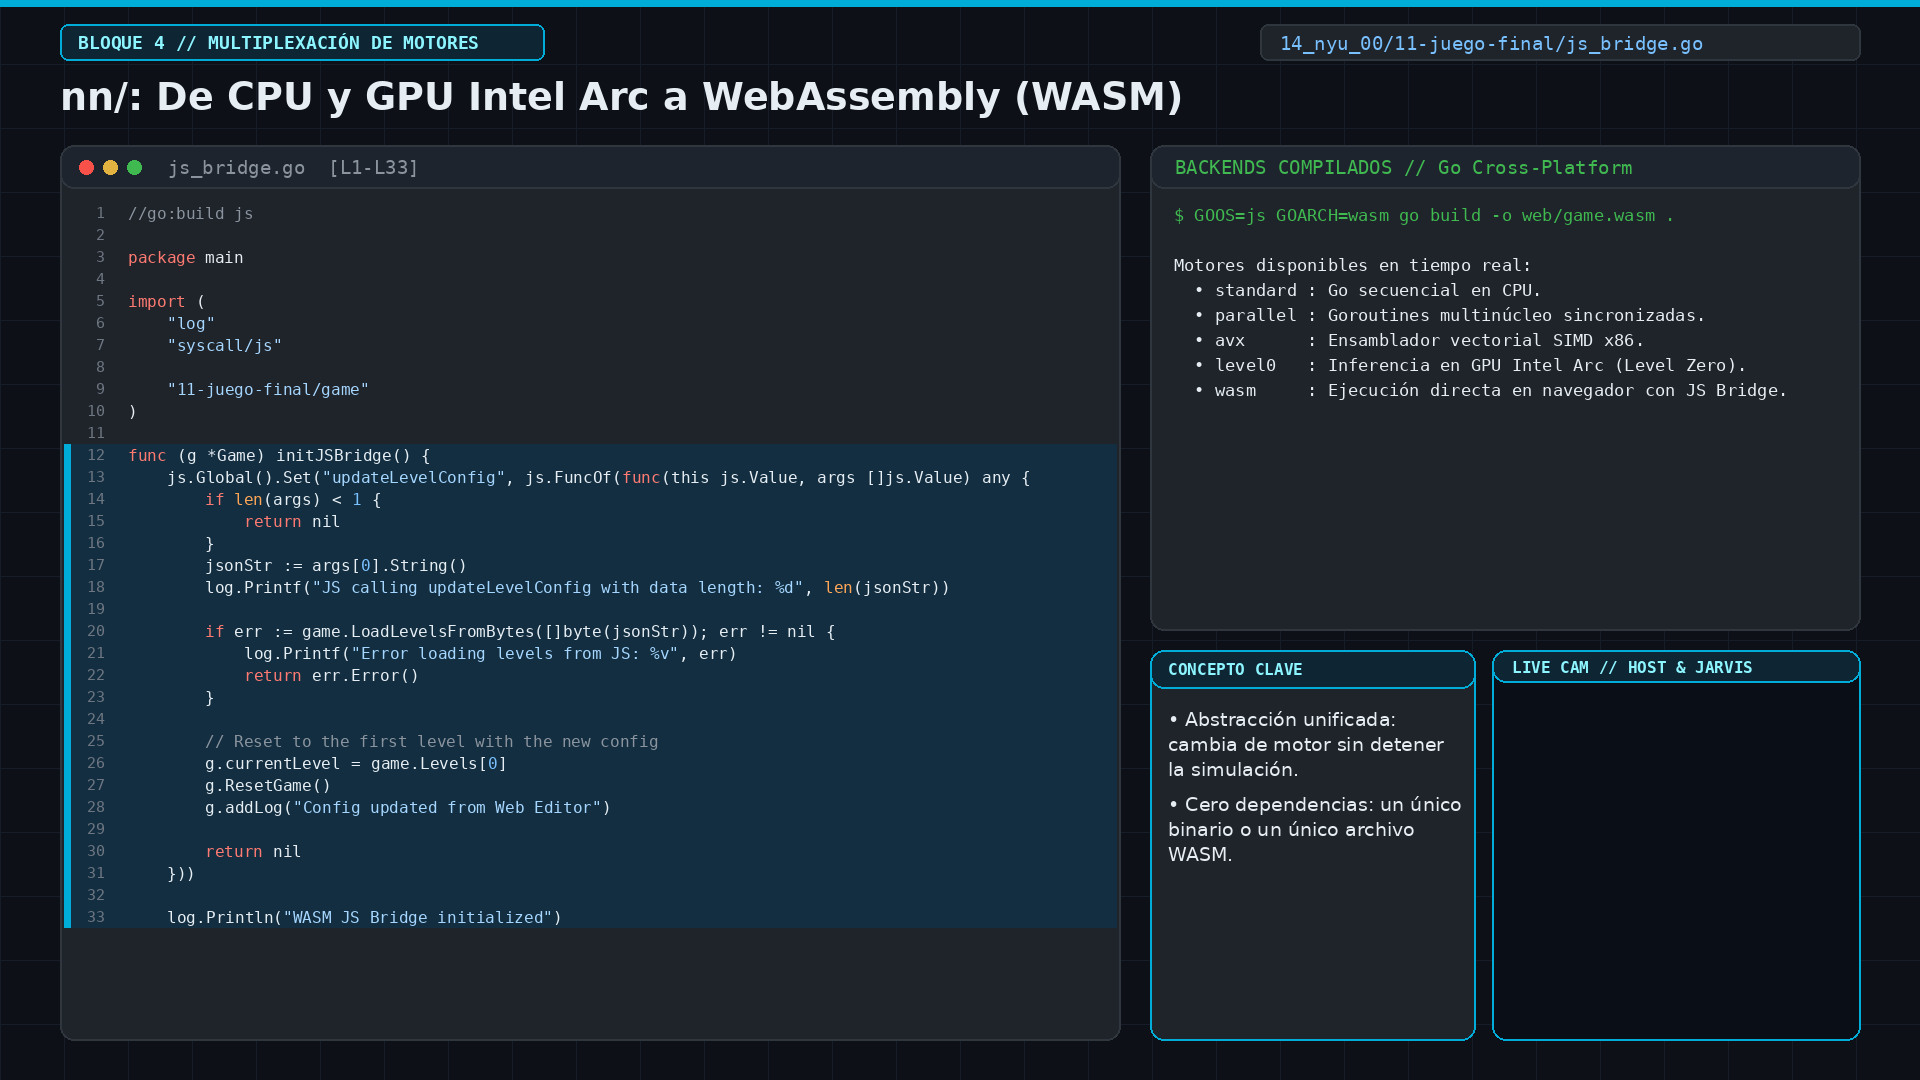 BLOQUE 4 // MULTIPLEXACIÓN DE MOTORES
14_nyu_00/11-juego-final/js_bridge.go
nn/: De CPU y GPU Intel Arc a WebAssembly (WASM)
js_bridge.go  [L1-L33]
1 //go:build js
2
3 package main
4
5 import (
6     "log"
7     "syscall/js"
8
9     "11-juego-final/game"
10 )
11
12 func (g *Game) initJSBridge() {
13     js.Global().Set("updateLevelConfig", js.FuncOf(func(this js.Value, args []js.Value) any {
14         if len(args) < 1 {
15             return nil
16         }
17         jsonStr := args[0].String()
18         log.Printf("JS calling updateLevelConfig with data length: %d", len(jsonStr))
19
20         if err := game.LoadLevelsFromBytes([]byte(jsonStr)); err != nil {
21             log.Printf("Error loading levels from JS: %v", err)
22             return err.Error()
23         }
24
25         // Reset to the first level with the new config
26         g.currentLevel = game.Levels[0]
27         g.ResetGame()
28         g.addLog("Config updated from Web Editor")
29
30         return nil
31     }))
32
33     log.Println("WASM JS Bridge initialized")
BACKENDS COMPILADOS // Go Cross-Platform
$ GOOS=js GOARCH=wasm go build -o web/game.wasm .
Motores disponibles en tiempo real:
• standard : Go secuencial en CPU.
• parallel : Goroutines multinúcleo sincronizadas.
• avx      : Ensamblador vectorial SIMD x86.
• level0   : Inferencia en GPU Intel Arc (Level Zero).
• wasm     : Ejecución directa en navegador con JS Bridge.
CONCEPTO CLAVE
• Abstracción unificada:
cambia de motor sin detener
la simulación.
• Cero dependencias: un único
binario o un único archivo
WASM.
LIVE CAM // HOST & JARVIS